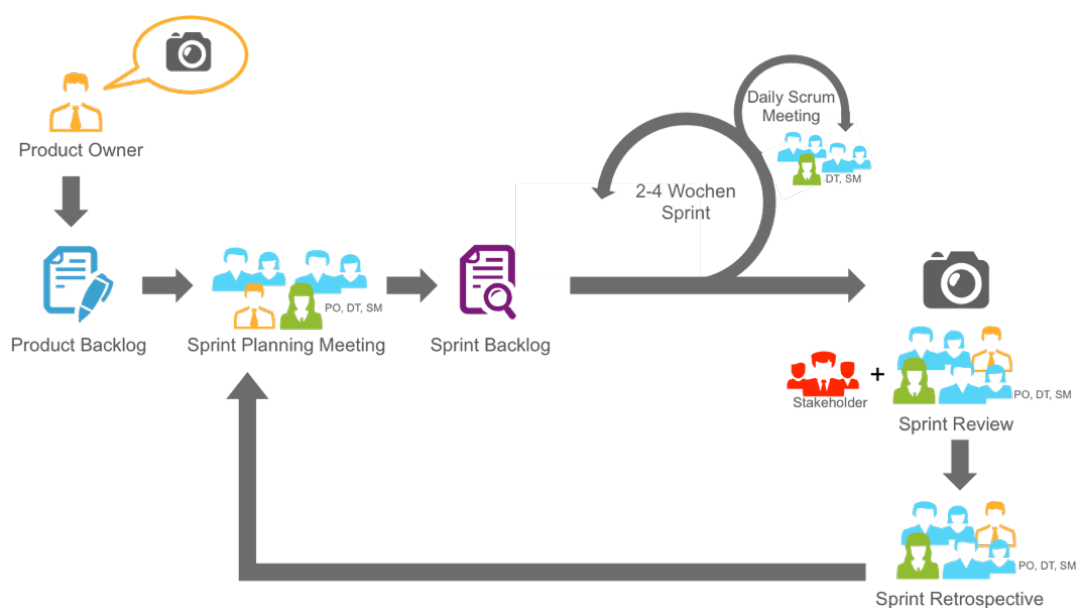 Product Owner
Product Backlog
PO, DT, SM
Sprint Planning Meeting
Sprint Backlog
2-4 Wochen
Sprint
Daily Scrum
Meeting
DT, SM
Stakeholder
+
PO, DT, SM
Sprint Review
PO, DT, SM
Sprint Retrospective